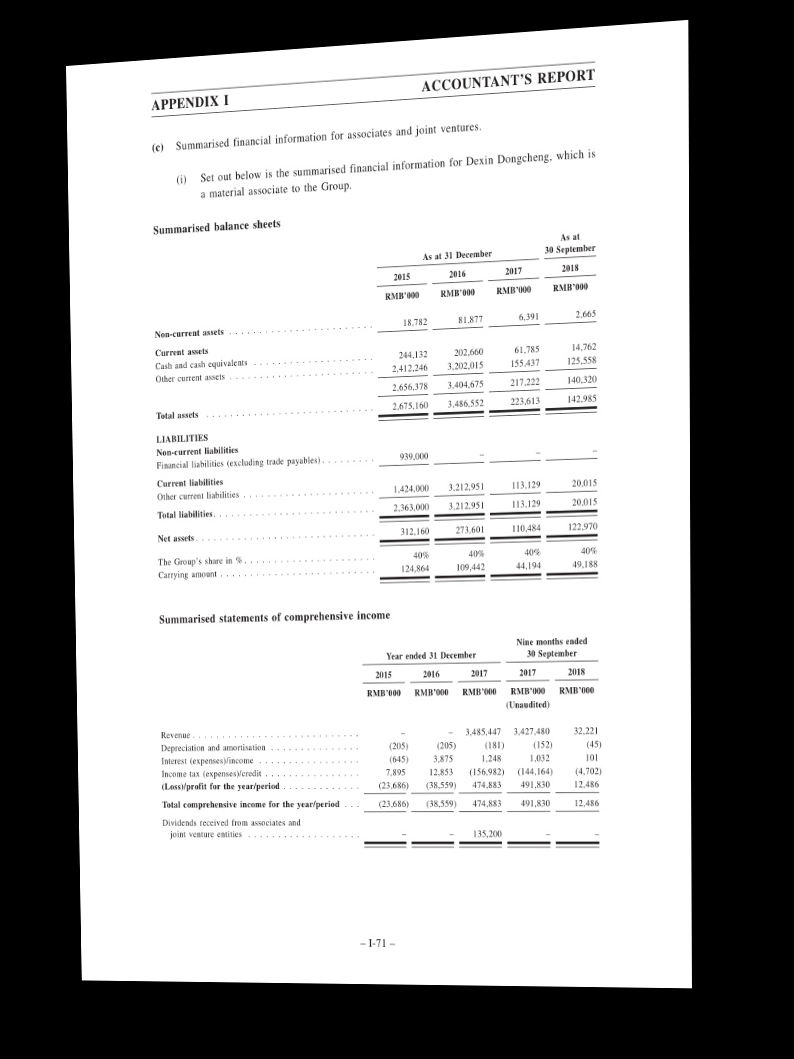 APPENDIX I ACCOUNTANT'S REPORT
(c) Summarised financial information for associates and joint ventures.
(i) Set out below is the summarised financial information for Dexin Dongcheng, which is
a material associate to the Group.
Summarised balance sheets
As at
As at 31 December 30 September
2015 2016 2017 2018
RMB'000 RMB'000 RMB'000 RMB'000
Non-current assets 18,782 81,877 6,391 2,665
Current assets
Cash and cash equivalents 244,132 202,660 61,785 14,762
Other current assets 2,412,246 3,202,015 155,437 125,558
2,656,378 3,404,675 217,222 140,320
Total assets 2,675,160 3,486,552 223,613 142,985
LIABILITIES
Non-current liabilities
Financial liabilities (excluding trade payables) 939,000 – – –
Current liabilities
Other current liabilities 1,424,000 3,212,951 113,129 20,015
Total liabilities 2,363,000 3,212,951 113,129 20,015
Net assets 312,160 273,601 110,484 122,970
The Group's share in % 40% 40% 40% 40%
Carrying amount 124,864 109,442 44,194 49,188
Summarised statements of comprehensive income
Nine months ended
Year ended 31 December 30 September
2015 2016 2017 2017 2018
RMB'000 RMB'000 RMB'000 RMB'000 RMB'000
(Unaudited)
Revenue – – 3,485,447 3,427,480 32,221
Depreciation and amortisation (205) (205) (181) (152) (45)
Interest (expenses)/income (645) 3,875 1,248 1,032 101
Income tax (expenses)/credit 7,895 12,853 (156,982) (144,164) (4,702)
(Loss)/profit for the year/period (23,686) (38,559) 474,883 491,830 12,486
Total comprehensive income for the year/period (23,686) (38,559) 474,883 491,830 12,486
Dividends received from associates and
joint venture entities – – 135,200 – –
– I-71 –